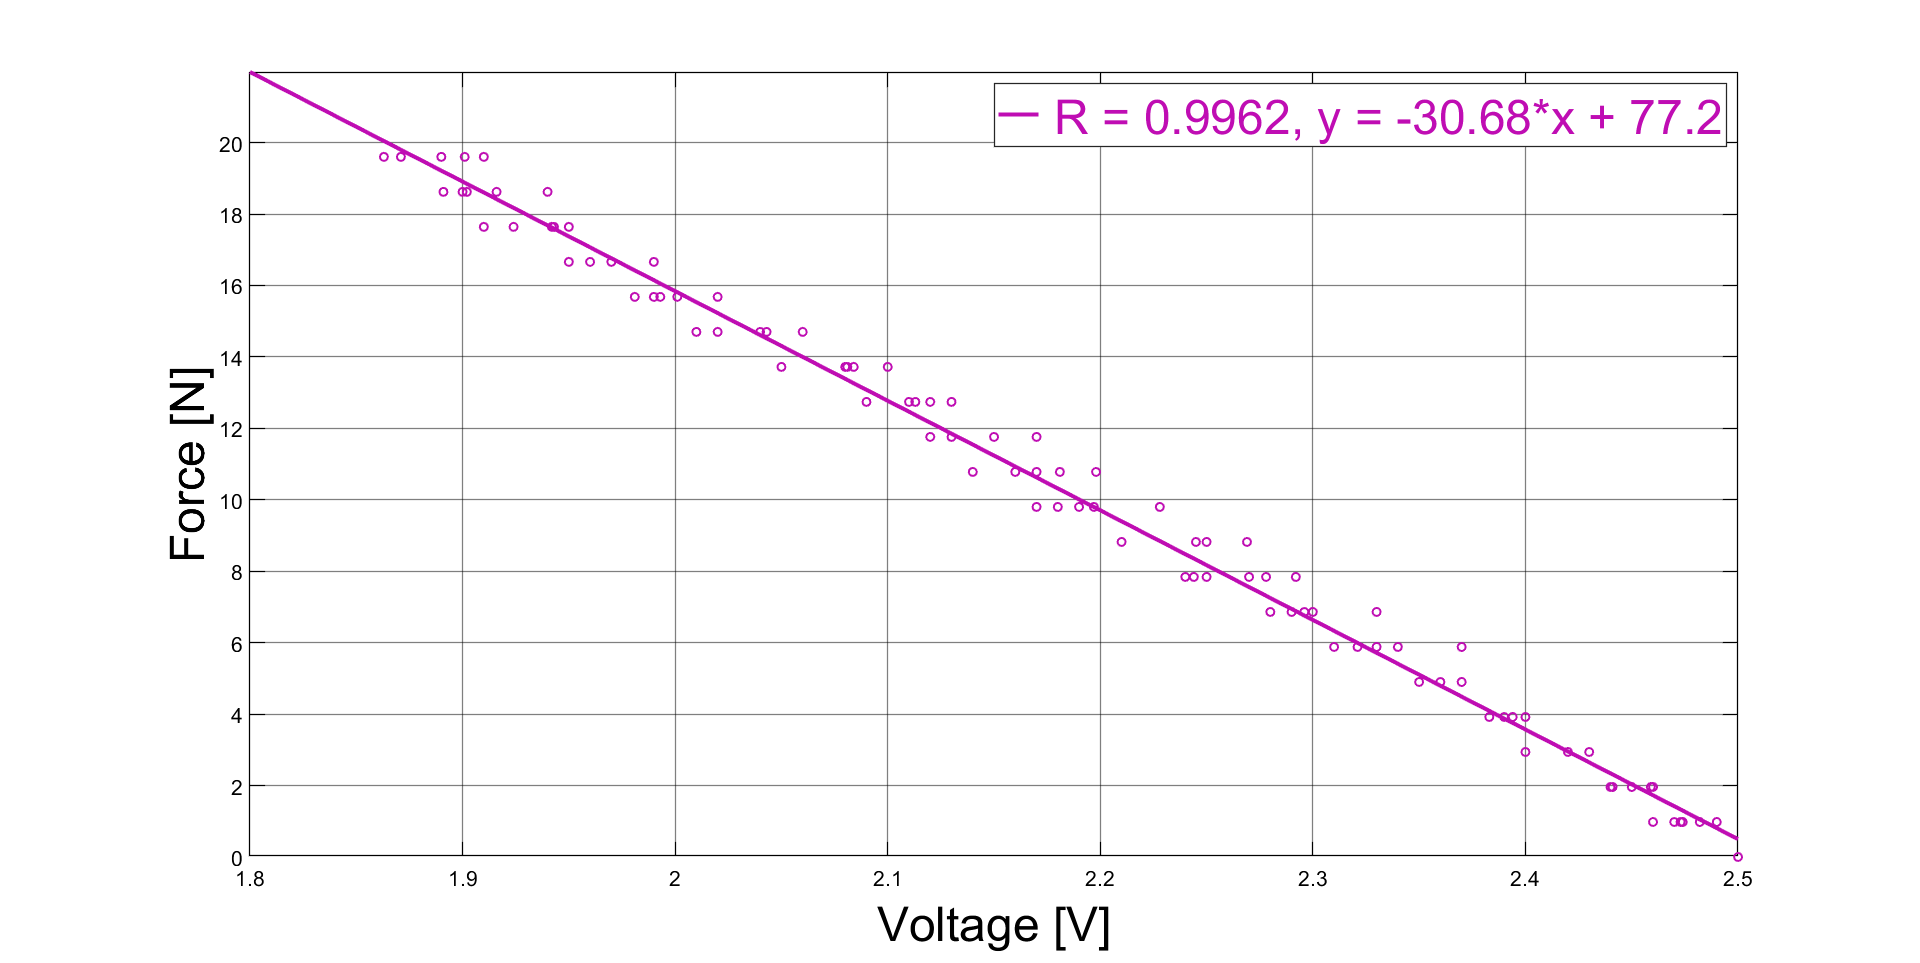 R = 0.9962, y = -30.68*x + 77.2
20
18
16
14
12
10
8
6
4
2
0
Force [N]
1.8 1.9 2 2.1 2.2 2.3 2.4 2.5
Voltage [V]